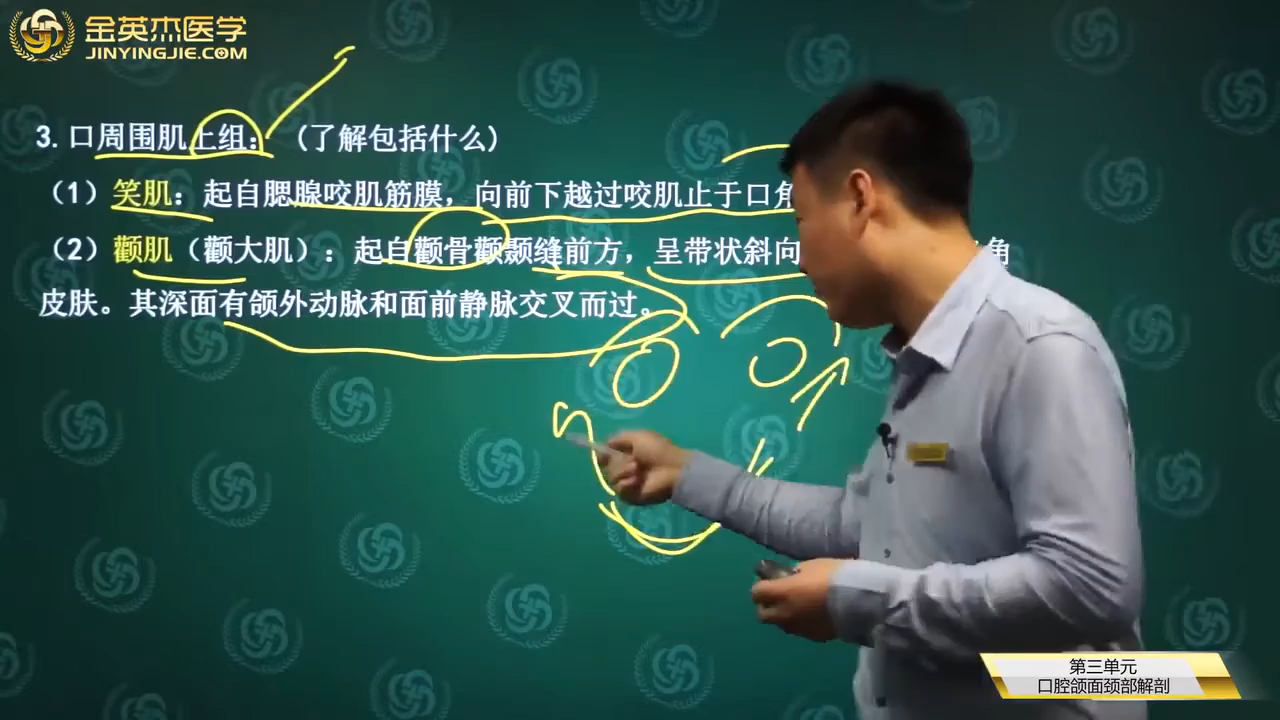 金英杰医学
JINYINGJIE.COM
3.口周围肌上组：（了解包括什么）
（1）笑肌：起自腮腺咬肌筋膜，向前下越过咬肌止于口角
（2）颧肌（颧大肌）：起自颧骨颧颞缝前方，呈带状斜向 角
皮肤。其深面有颌外动脉和面前静脉交叉而过。
第三单元
口腔颌面颈部解剖